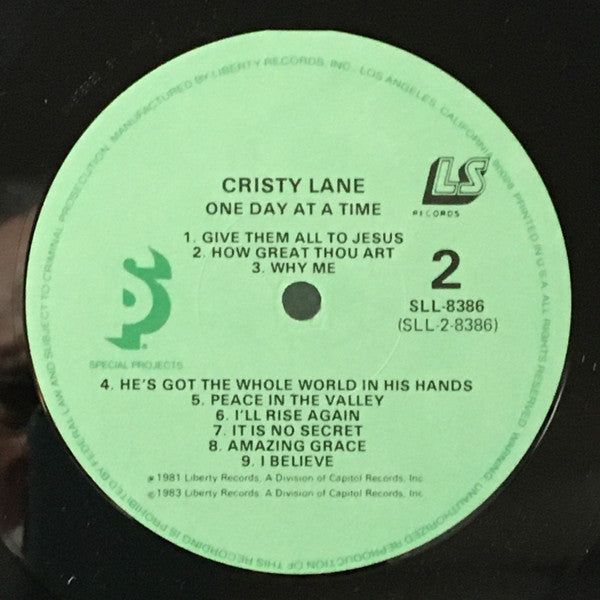 MANUFACTURED BY LIBERTY RECORDS, INC., LOS ANGELES, CALIFORNIA 90028 PRINTED IN U.S.A. ALL RIGHTS RESERVED WARNING: UNAUTHORIZED REPRODUCTION OF THIS RECORDING IS PROHIBITED BY FEDERAL LAW AND SUBJECT TO CRIMINAL PROSECUTION.
CRISTY LANE
ONE DAY AT A TIME
LS
RECORDS
1. GIVE THEM ALL TO JESUS
2. HOW GREAT THOU ART
3. WHY ME
2
SLL-8386
(SLL-2-8386)
SP
SPECIAL PROJECTS
4. HE'S GOT THE WHOLE WORLD IN HIS HANDS
5. PEACE IN THE VALLEY
6. I'LL RISE AGAIN
7. IT IS NO SECRET
8. AMAZING GRACE
9. I BELIEVE
℗ 1981 Liberty Records, A Division of Capitol Records, Inc.
© 1983 Liberty Records, A Division of Capitol Records, Inc.